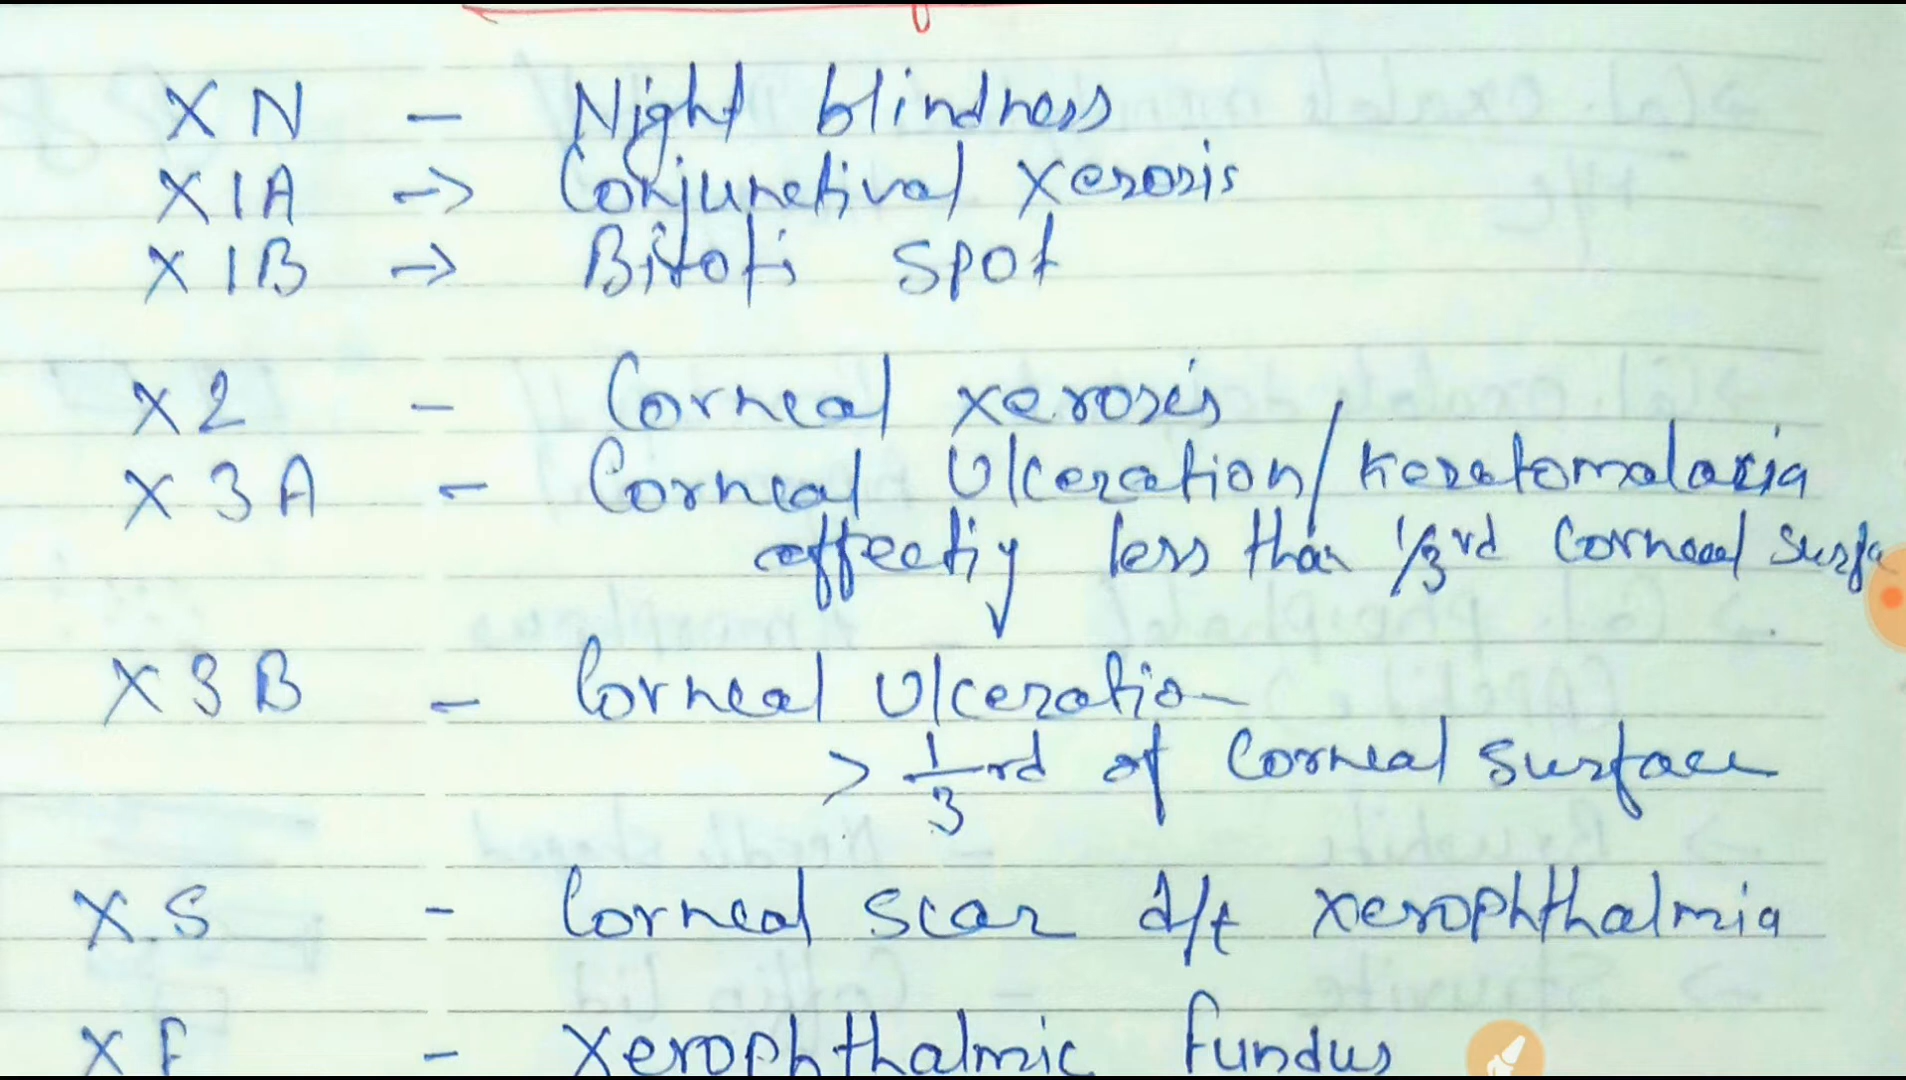 XN - Night blindness
X1A → Conjunctival Xerosis
X1B → Bitot's spot
X2 - Corneal xerosis
X3A - Corneal Ulceration/Keratomalacia
affectig less than 1/3rd Corneal
X3B - Corneal Ulceration
> 1/3rd of Corneal surface
XS - Corneal scar d/t xerophthalmia
XF - Xerophthalmic fundus